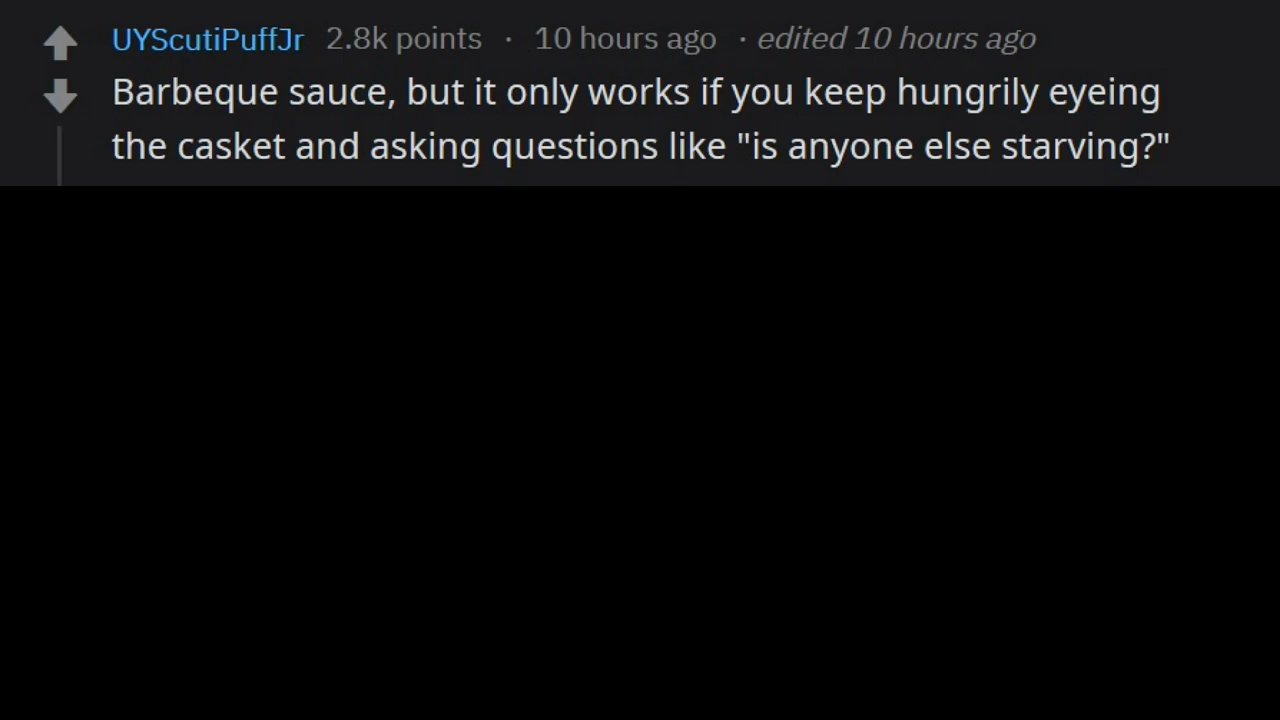 UYScutiPuffJr 2.8k points · 10 hours ago · edited 10 hours ago
Barbeque sauce, but it only works if you keep hungrily eyeing
the casket and asking questions like "is anyone else starving?"